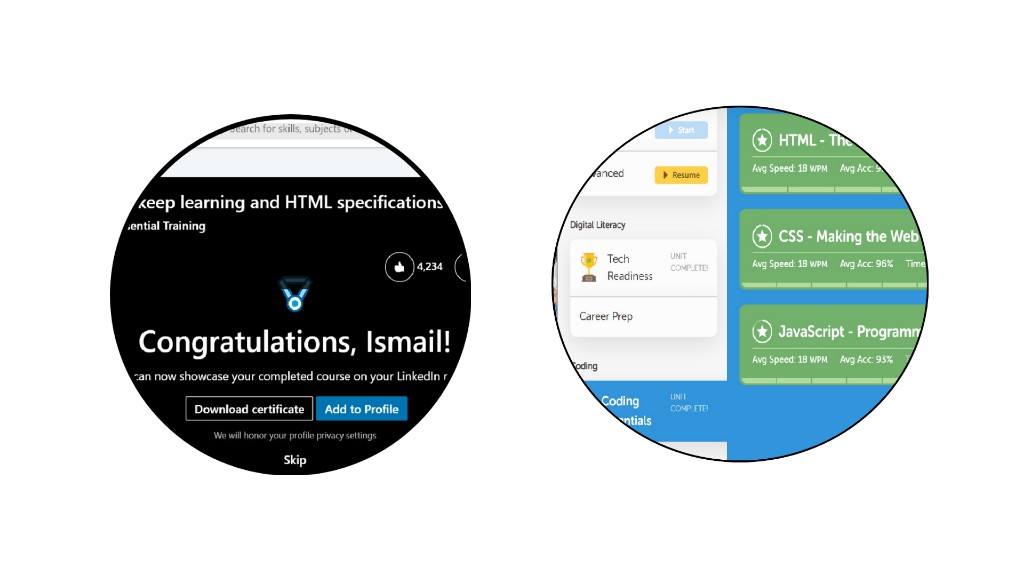 Search for skills, subjects or
keep learning and HTML specifications
ential Training
4,234
Congratulations, Ismail!
can now showcase your completed course on your LinkedIn
Download certificate Add to Profile
We will honor your profile privacy settings
Skip
Start
vanced
Resume
Digital Literacy
Tech
Readiness
UNIT
COMPLETE!
Career Prep
Coding
Coding
ntials
UNIT
COMPLETE!
HTML - The
Avg Speed: 18 WPM Avg Acc: 9
CSS - Making the Web
Avg Speed: 18 WPM Avg Acc: 96% Time
JavaScript - Programm
Avg Speed: 18 WPM Avg Acc: 93%